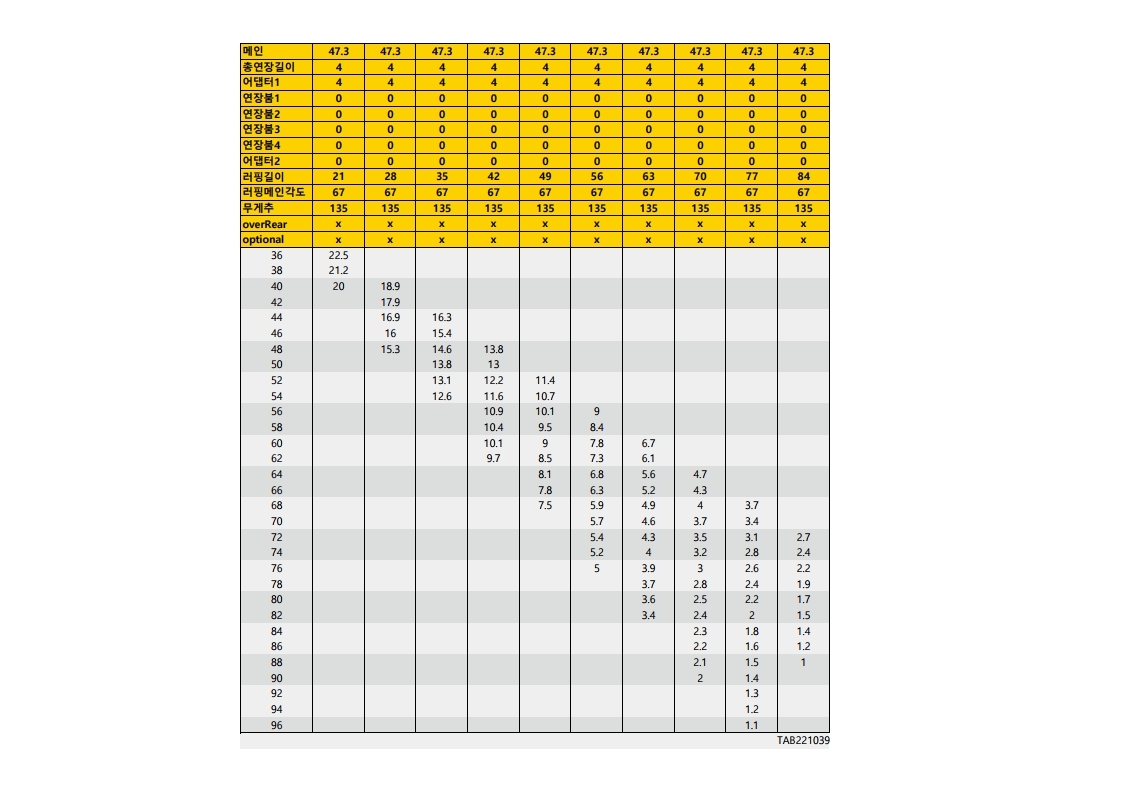 메인 47.3 47.3 47.3 47.3 47.3 47.3 47.3 47.3 47.3 47.3
총연장길이 4 4 4 4 4 4 4 4 4 4
어댑터1 4 4 4 4 4 4 4 4 4 4
연장붐1 0 0 0 0 0 0 0 0 0 0
연장붐2 0 0 0 0 0 0 0 0 0 0
연장붐3 0 0 0 0 0 0 0 0 0 0
연장붐4 0 0 0 0 0 0 0 0 0 0
어댑터2 0 0 0 0 0 0 0 0 0 0
러핑길이 21 28 35 42 49 56 63 70 77 84
러핑메인각도 67 67 67 67 67 67 67 67 67 67
무게추 135 135 135 135 135 135 135 135 135 135
overRear x x x x x x x x x x
optional x x x x x x x x x x
36 22.5
38 21.2
40 20 18.9
42 17.9
44 16.9 16.3
46 16 15.4
48 15.3 14.6 13.8
50 13.8 13
52 13.1 12.2 11.4
54 12.6 11.6 10.7
56 10.9 10.1 9
58 10.4 9.5 8.4
60 10.1 9 7.8 6.7
62 9.7 8.5 7.3 6.1
64 8.1 6.8 5.6 4.7
66 7.8 6.3 5.2 4.3
68 7.5 5.9 4.9 4 3.7
70 5.7 4.6 3.7 3.4
72 5.4 4.3 3.5 3.1 2.7
74 5.2 4 3.2 2.8 2.4
76 5 3.9 3 2.6 2.2
78 3.7 2.8 2.4 1.9
80 3.6 2.5 2.2 1.7
82 3.4 2.4 2 1.5
84 2.3 1.8 1.4
86 2.2 1.6 1.2
88 2.1 1.5 1
90 2 1.4
92 1.3
94 1.2
96 1.1
TAB221039